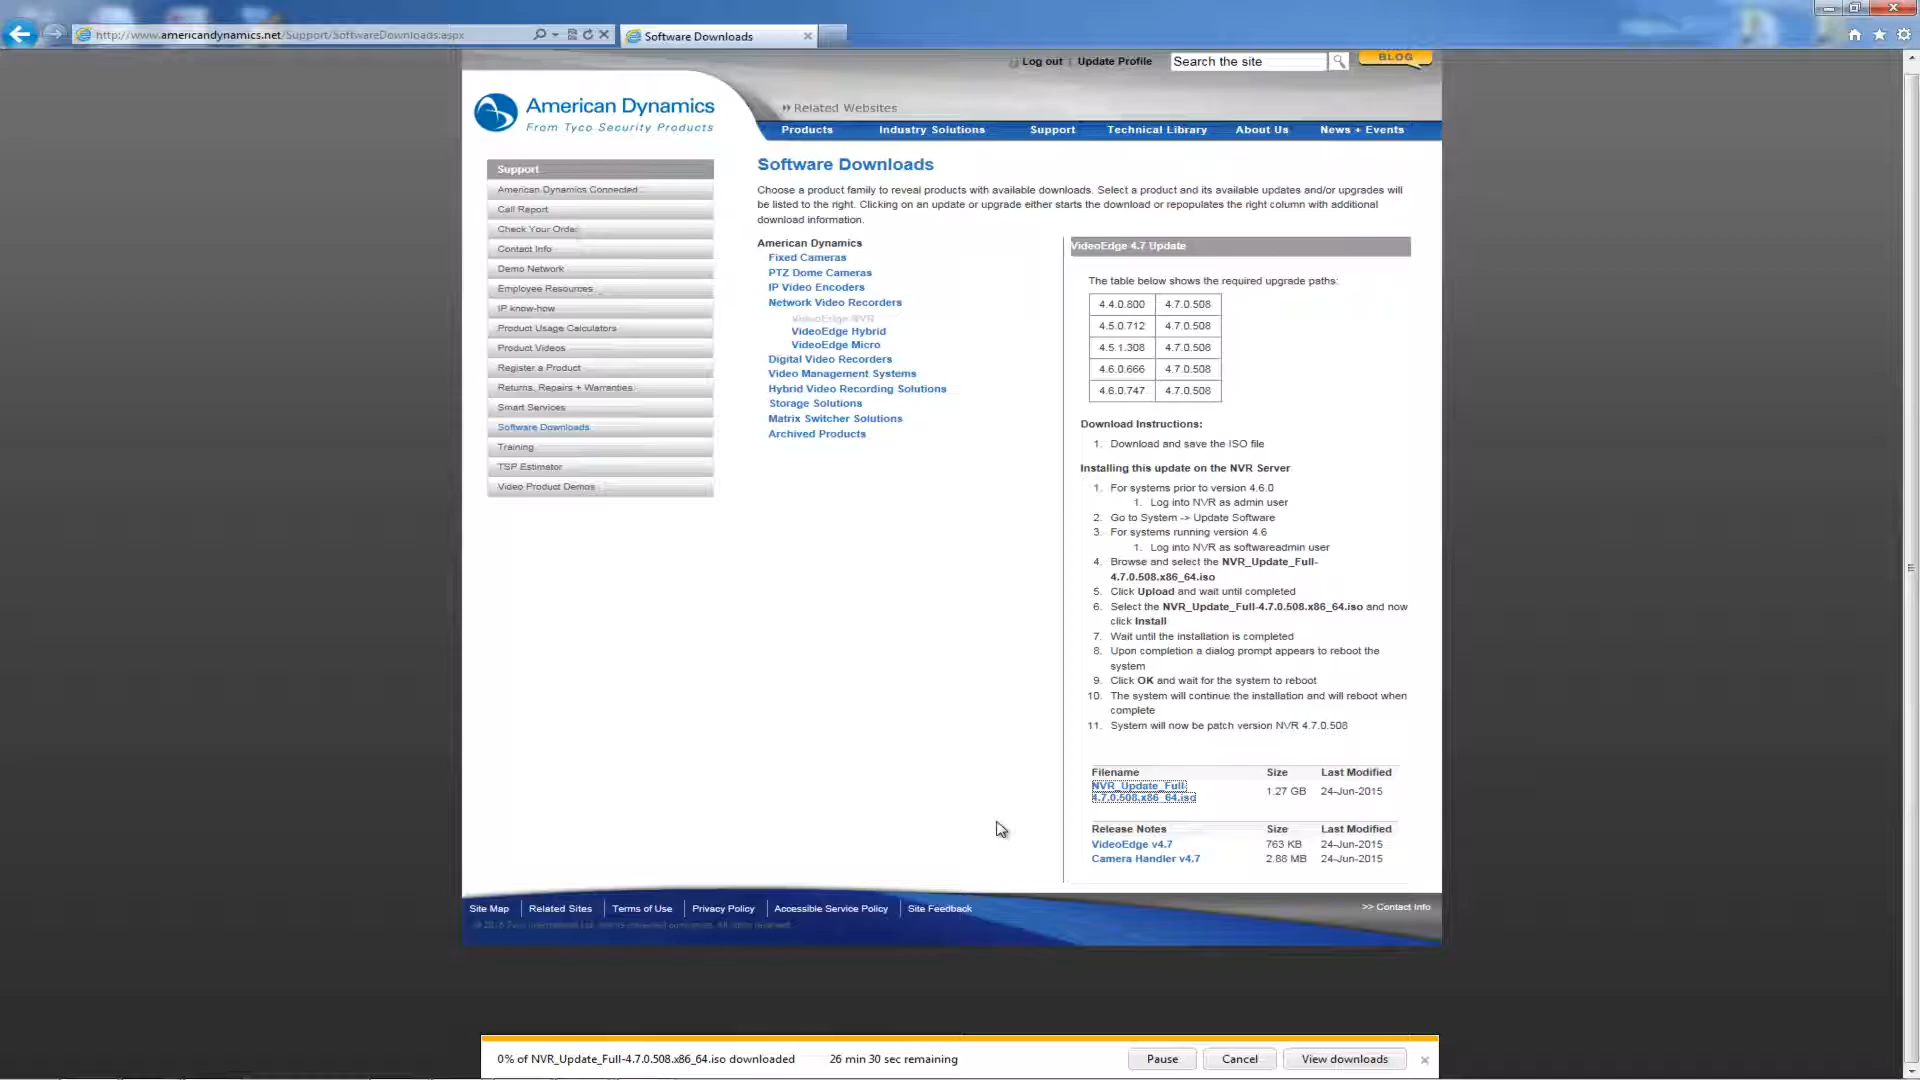 http://www.americandynamics.net/Support/SoftwareDownloads.aspx
Software Downloads
Log out
Update Profile
Search the site
BLOG
American Dynamics
From Tyco Security Products
Related Websites
Products
Industry Solutions
Support
Technical Library
About Us
News + Events
Support
American Dynamics Connected
Call Report
Check Your Order
Contact Info
Demo Network
Employee Resources
IP know-how
Product Usage Calculators
Product Videos
Register a Product
Returns, Repairs + Warranties
Smart Services
Software Downloads
Training
TSP Estimator
Video Product Demos
Software Downloads
Choose a product family to reveal products with available downloads. Select a product and its available updates and/or upgrades will
be listed to the right. Clicking on an update or upgrade either starts the download or repopulates the right column with additional
download information.
American Dynamics
Fixed Cameras
PTZ Dome Cameras
IP Video Encoders
Network Video Recorders
VideoEdge NVR
VideoEdge Hybrid
VideoEdge Micro
Digital Video Recorders
Video Management Systems
Hybrid Video Recording Solutions
Storage Solutions
Matrix Switcher Solutions
Archived Products
VideoEdge 4.7 Update
The table below shows the required upgrade paths:
4.4.0.800 4.7.0.508
4.5.0.712 4.7.0.508
4.5.1.308 4.7.0.508
4.6.0.666 4.7.0.508
4.6.0.747 4.7.0.508
Download Instructions:
1. Download and save the ISO file
Installing this update on the NVR Server
1. For systems prior to version 4.6.0
1. Log into NVR as admin user
2. Go to System -> Update Software
3. For systems running version 4.6
1. Log into NVR as softwareadmin user
4. Browse and select the NVR_Update_Full-
4.7.0.508.x86_64.iso
5. Click Upload and wait until completed
6. Select the NVR_Update_Full-4.7.0.508.x86_64.iso and now
click Install
7. Wait until the installation is completed
8. Upon completion a dialog prompt appears to reboot the
system
9. Click OK and wait for the system to reboot
10. The system will continue the installation and will reboot when
complete
11. System will now be patch version NVR 4.7.0.508
Filename Size Last Modified
NVR_Update_Full-
4.7.0.508.x86_64.iso 1.27 GB 24-Jun-2015
Release Notes Size Last Modified
VideoEdge v4.7 763 KB 24-Jun-2015
Camera Handler v4.7 2.88 MB 24-Jun-2015
Site Map
Related Sites
Terms of Use
Privacy Policy
Accessible Service Policy
Site Feedback
>> Contact Info
0% of NVR_Update_Full-4.7.0.508.x86_64.iso downloaded 26 min 30 sec remaining
Pause
Cancel
View downloads